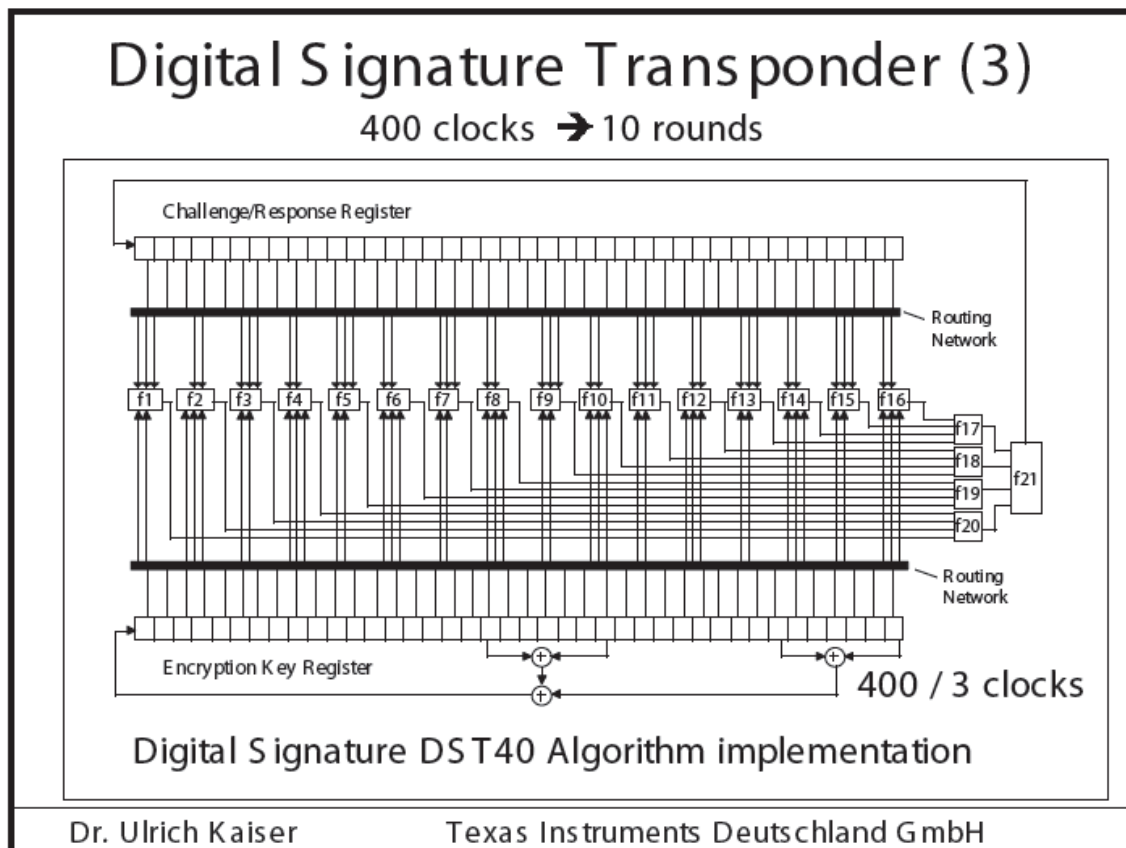 Digital Signature Transponder (3)
400 clocks ➔ 10 rounds
Challenge/Response Register
Routing
Network
f1 f2 f3 f4 f5 f6 f7 f8 f9 f10 f11 f12 f13 f14 f15 f16
f17
f18
f21
f19
f20
Routing
Network
Encryption Key Register
400 / 3 clocks
Digital Signature DST40 Algorithm implementation
Dr. Ulrich Kaiser Texas Instruments Deutschland GmbH